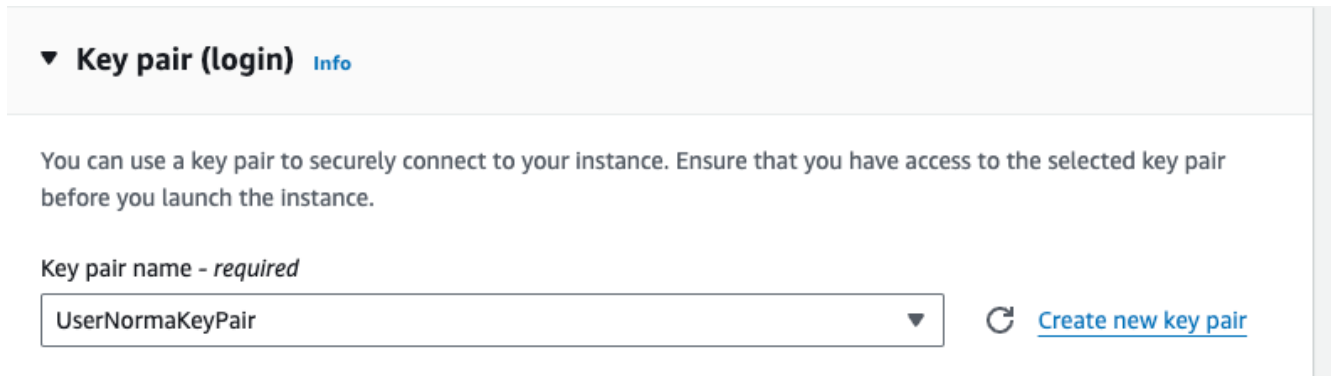 Key pair (login) Info
You can use a key pair to securely connect to your instance. Ensure that you have access to the selected key pair
before you launch the instance.
Key pair name - required
UserNormaKeyPair
Create new key pair